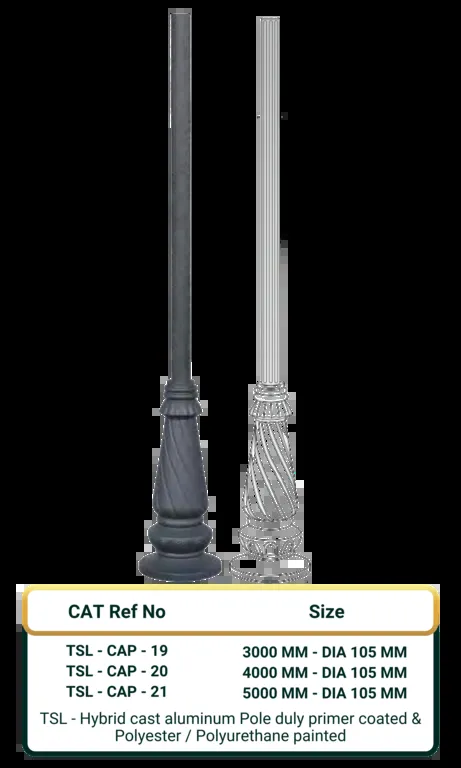 CAT Ref No Size
TSL - CAP - 19 3000 MM - DIA 105 MM
TSL - CAP - 20 4000 MM - DIA 105 MM
TSL - CAP - 21 5000 MM - DIA 105 MM
TSL - Hybrid cast aluminum Pole duly primer coated &
Polyester / Polyurethane painted